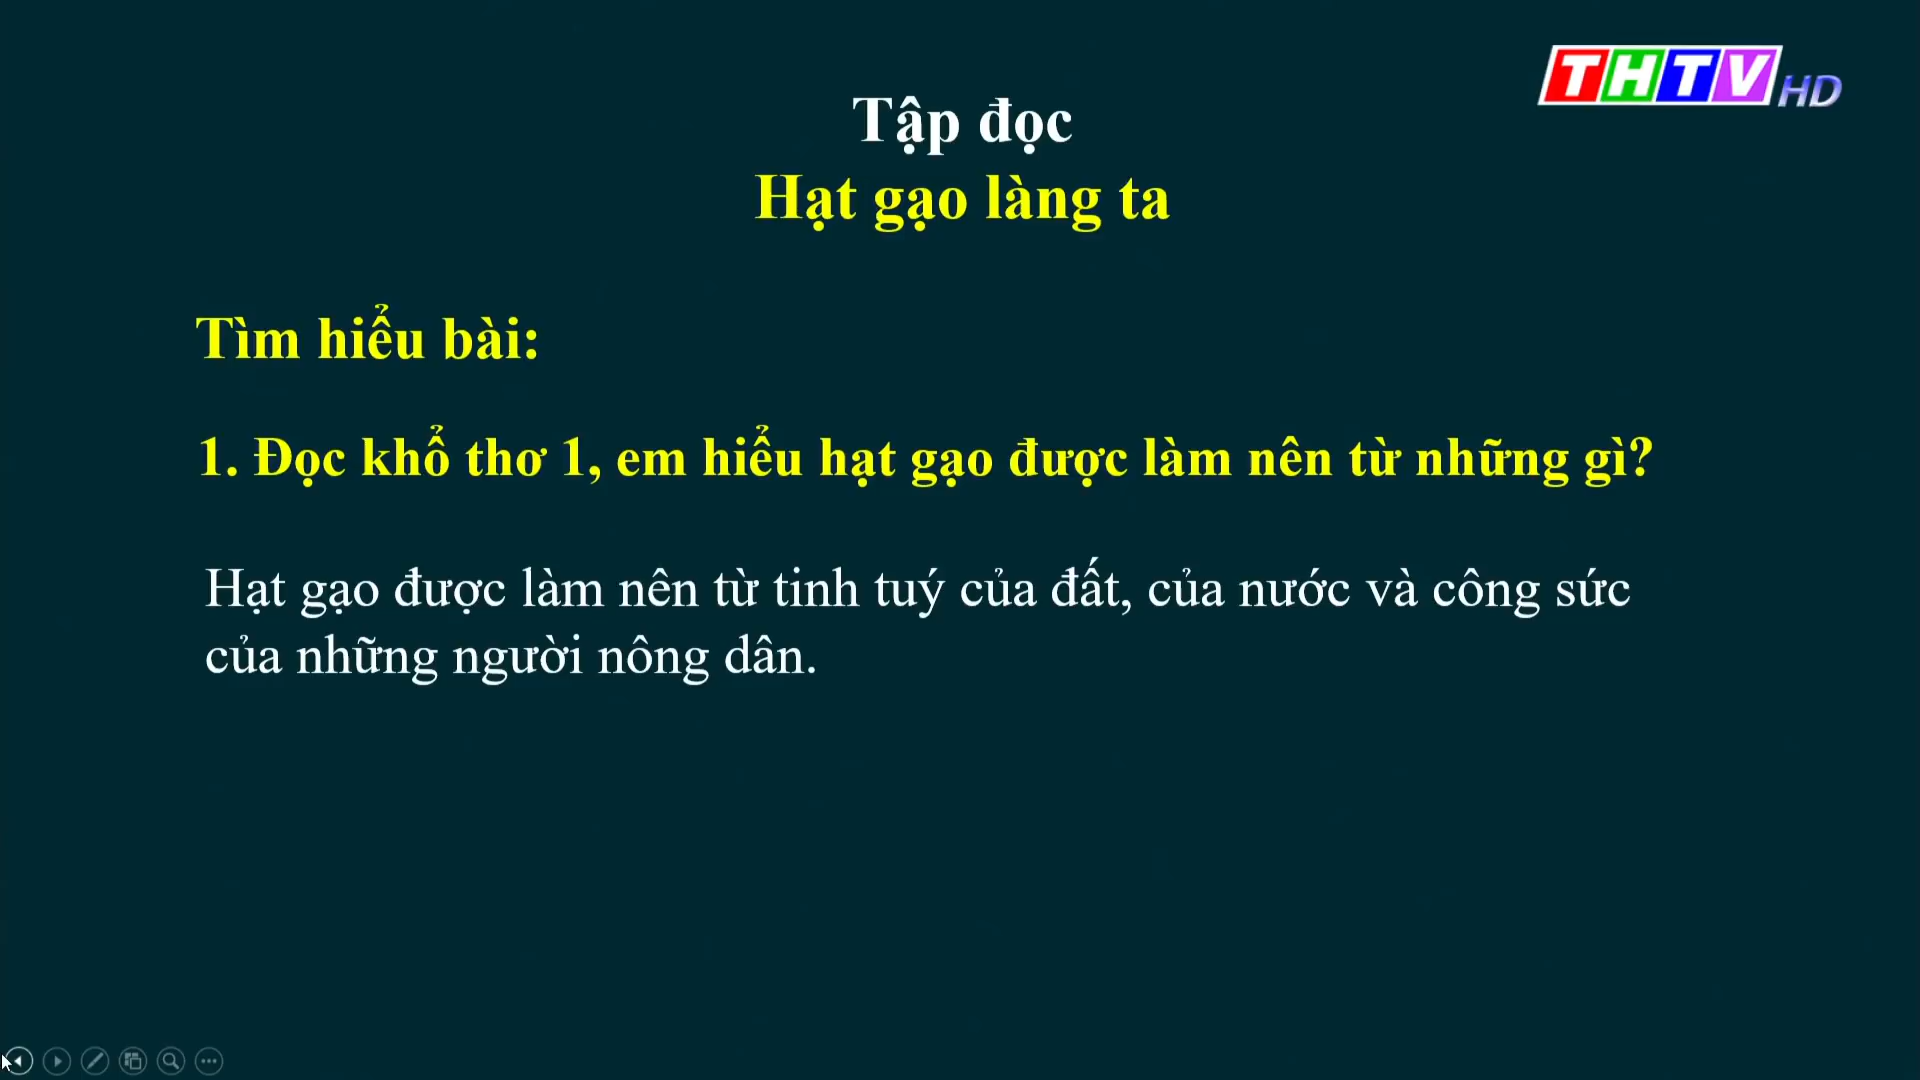 THTV HD
Tập đọc
Hạt gạo làng ta
Tìm hiểu bài:
1. Đọc khổ thơ 1, em hiểu hạt gạo được làm nên từ những gì?
Hạt gạo được làm nên từ tinh tuý của đất, của nước và công sức
của những người nông dân.